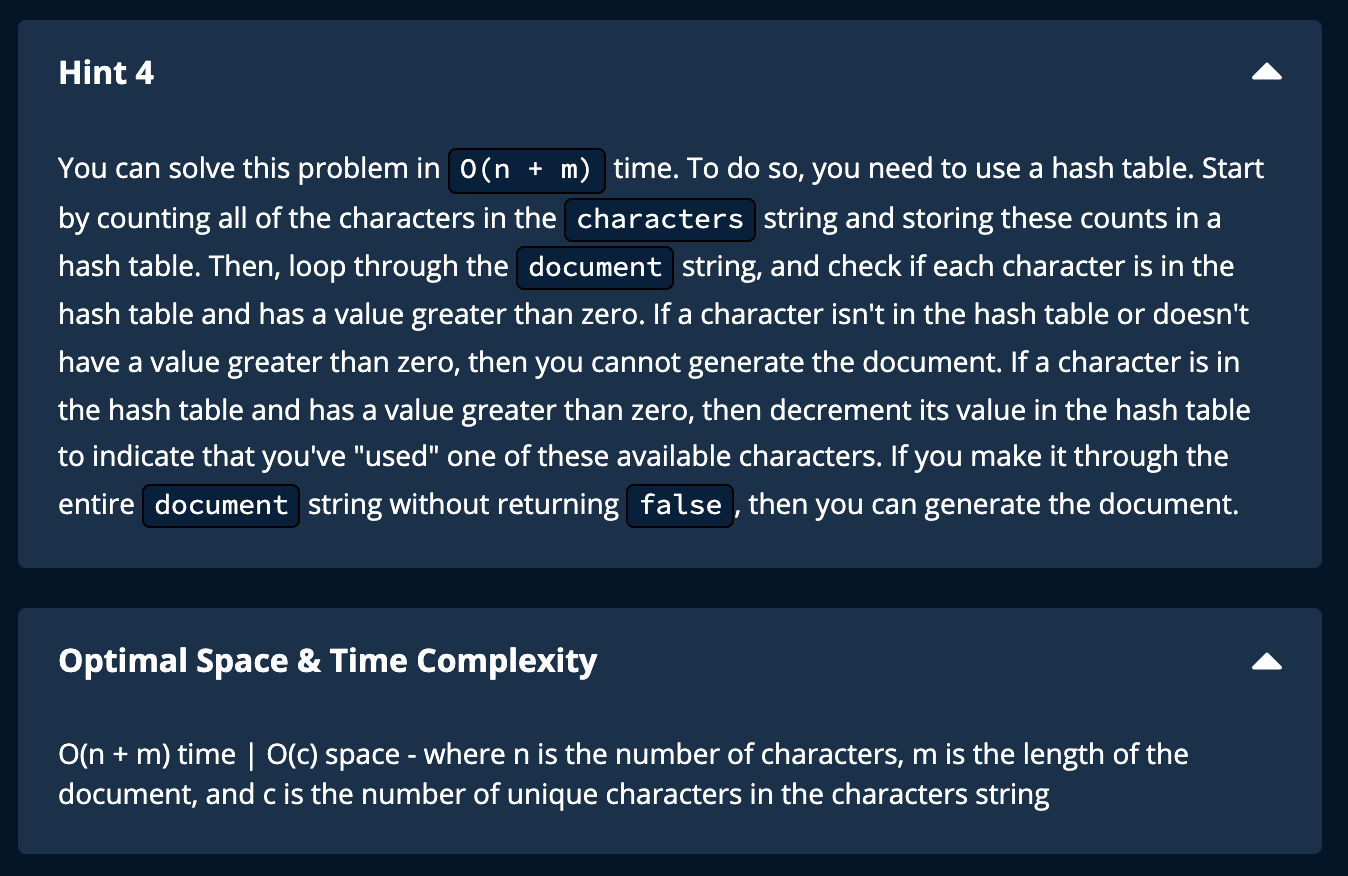 Hint 4
You can solve this problem in O(n + m) time. To do so, you need to use a hash table. Start
by counting all of the characters in the characters string and storing these counts in a
hash table. Then, loop through the document string, and check if each character is in the
hash table and has a value greater than zero. If a character isn't in the hash table or doesn't
have a value greater than zero, then you cannot generate the document. If a character is in
the hash table and has a value greater than zero, then decrement its value in the hash table
to indicate that you've "used" one of these available characters. If you make it through the
entire document string without returning false, then you can generate the document.
Optimal Space & Time Complexity
O(n + m) time | O(c) space - where n is the number of characters, m is the length of the
document, and c is the number of unique characters in the characters string